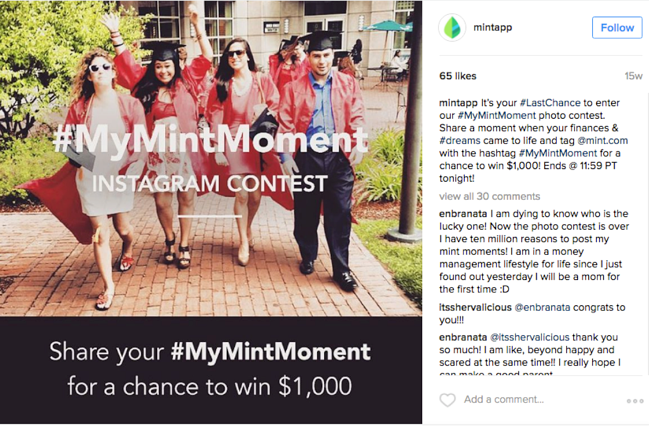 #MyMintMoment
INSTAGRAM CONTEST
Share your #MyMintMoment
for a chance to win $1,000
mintapp
Follow
65 likes
15w
mintapp It's your #LastChance to enter
our #MyMintMoment photo contest.
Share a moment when your finances &
#dreams came to life and tag @mint.com
with the hashtag #MyMintMoment for a
chance to win $1,000! Ends @ 11:59 PT
tonight!
view all 30 comments
enbranata I am dying to know who is the
lucky one! Now the photo contest is over
I have ten million reasons to post my
mint moments! I am in a money
management lifestyle for life since I just
found out yesterday I will be a mom for
the first time :D
itsshervalicious @enbranata congrats to
you!!!
enbranata @itsshervalicious thank you
so much! I am like, beyond happy and
scared at the same time!! I really hope I
can make a good parent
Add a comment...